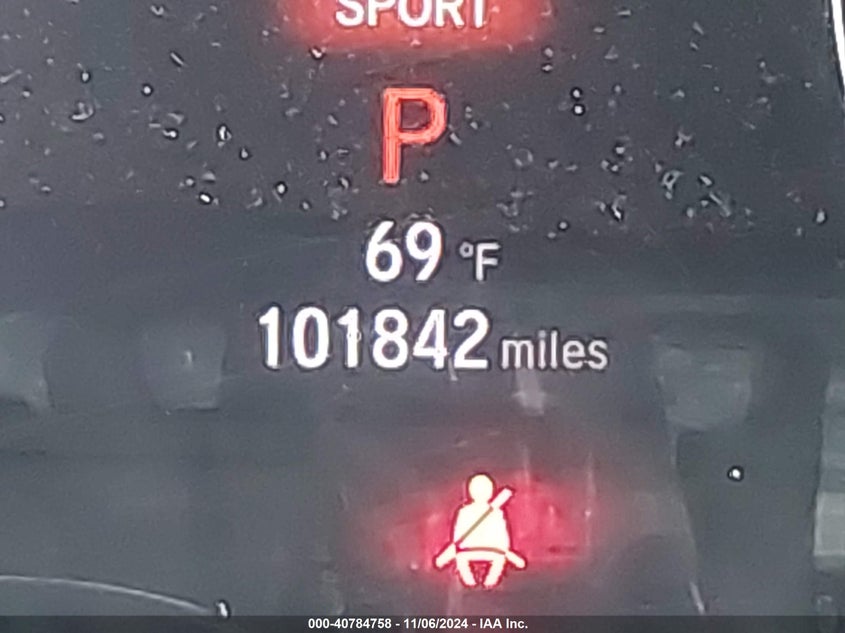 SPORT
P
69 °F
101842 miles
000-40784758 - 11/06/2024 - IAA Inc.